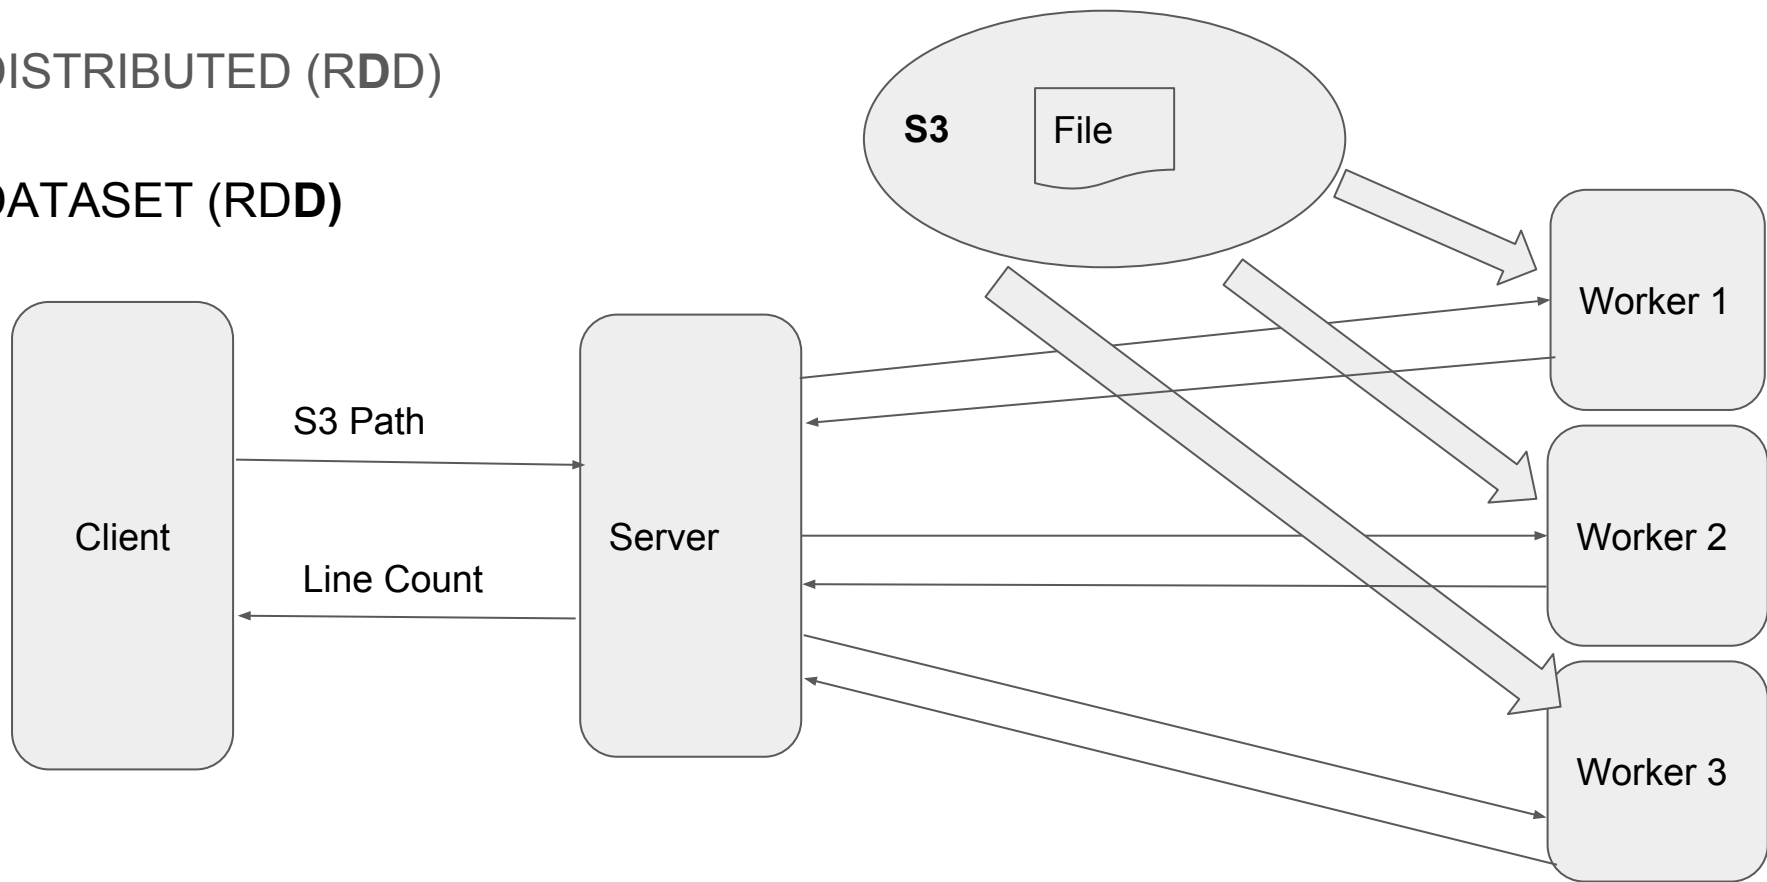 DISTRIBUTED (RDD)
DATASET (RDD)
S3
File
Worker 1
S3 Path
Client
Server
Worker 2
Line Count
Worker 3